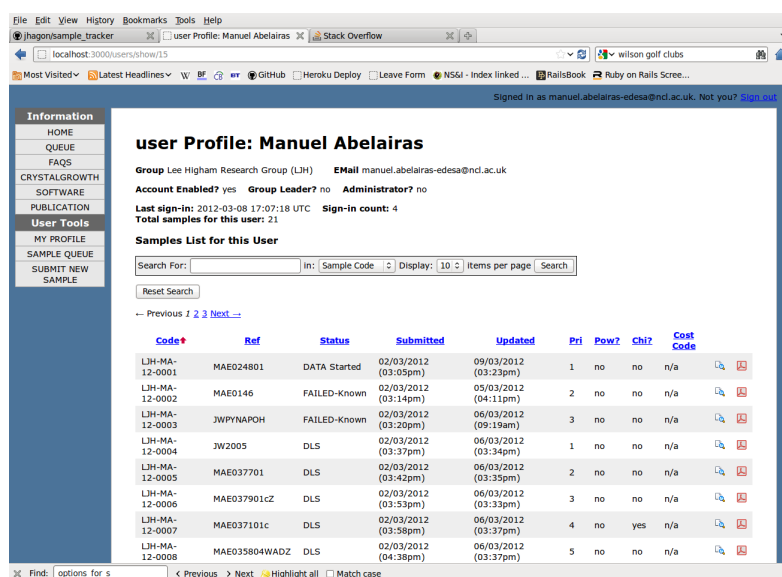 File Edit View History Bookmarks Tools Help
jhagon/sample_tracker user Profile: Manuel Abelairas Stack Overflow
localhost:3000/users/show/15 wilson golf clubs
Most Visited Latest Headlines W BF BT GitHub Heroku Deploy Leave Form NS&I - Index linked ... RailsBook Ruby on Rails Scree...
Signed in as manuel.abelairas-edesa@ncl.ac.uk. Not you? Sign out
Information
HOME
QUEUE
FAQS
CRYSTALGROWTH
SOFTWARE
PUBLICATION
User Tools
MY PROFILE
SAMPLE QUEUE
SUBMIT NEW
SAMPLE
user Profile: Manuel Abelairas
Group Lee Higham Research Group (LJH) EMail manuel.abelairas-edesa@ncl.ac.uk
Account Enabled? yes Group Leader? no Administrator? no
Last sign-in: 2012-03-08 17:07:18 UTC Sign-in count: 4
Total samples for this user: 21
Samples List for this User
Search For: in: Sample Code Display: 10 items per page Search
Reset Search
← Previous 1 2 3 Next →
Code Ref Status Submitted Updated Pri Pow? Chi? Cost Code
LJH-MA-12-0001 MAE024801 DATA Started 02/03/2012 (03:05pm) 09/03/2012 (03:23pm) 1 no no n/a
LJH-MA-12-0002 MAE0146 FAILED-Known 02/03/2012 (03:14pm) 05/03/2012 (04:11pm) 2 no no n/a
LJH-MA-12-0003 JWPYNAPOH FAILED-Known 02/03/2012 (03:20pm) 06/03/2012 (09:19am) 3 no no n/a
LJH-MA-12-0004 JW2005 DLS 02/03/2012 (03:37pm) 06/03/2012 (03:34pm) 1 no no n/a
LJH-MA-12-0005 MAE037701 DLS 02/03/2012 (03:42pm) 06/03/2012 (03:35pm) 2 no no n/a
LJH-MA-12-0006 MAE037901cZ DLS 02/03/2012 (03:53pm) 06/03/2012 (03:33pm) 3 no no n/a
LJH-MA-12-0007 MAE037101c DLS 02/03/2012 (03:58pm) 06/03/2012 (03:37pm) 4 no yes n/a
LJH-MA-12-0008 MAE035804WADZ DLS 02/03/2012 (04:38pm) 06/03/2012 (03:37pm) 5 no no n/a
Find: options for s Previous Next Highlight all Match case